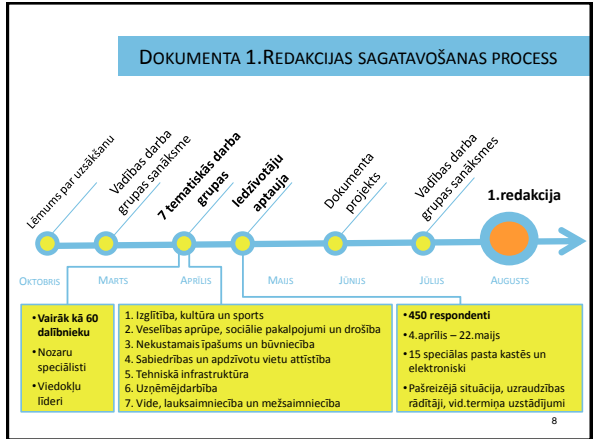 DOKUMENTA 1.REDAKCIJAS SAGATAVOŠANAS PROCESS
Lēmums par uzsākšanu
Vadības darba
grupas sanāksme
7 tematiskās darba
grupas
Iedzīvotāju
aptauja
Dokumenta
projekts
Vadības darba
grupas sanāksmes
1.redakcija
OKTOBRIS
MARTS
APRĪLIS
MAIJS
JŪNIJS
JŪLIJS
AUGUSTS
•Vairāk kā 60
dalībnieku
•Nozaru
speciālisti
•Viedokļu
līderi
1. Izglītība, kultūra un sports
2. Veselības aprūpe, sociālie pakalpojumi un drošība
3. Nekustamais īpašums un būvniecība
4. Sabiedrības un apdzīvotu vietu attīstība
5. Tehniskā infrastruktūra
6. Uzņēmējdarbība
7. Vide, lauksaimniecība un mežsaimniecība
•450 respondenti
•4.aprīlis – 22.maijs
•15 speciālas pasta kastēs un
elektroniski
•Pašreizējā situācija, uzraudzības
rādītāji, vid.termiņa uzstādījumi
8